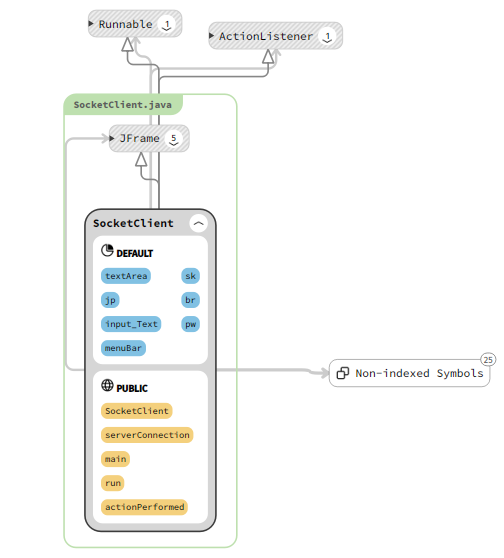 Runnable 1
ActionListener 1
SocketClient.java
JFrame 5
SocketClient
DEFAULT
textArea sk
jp br
input_Text pw
menuBar
25
Non-indexed Symbols
PUBLIC
SocketClient
serverConnection
main
run
actionPerformed